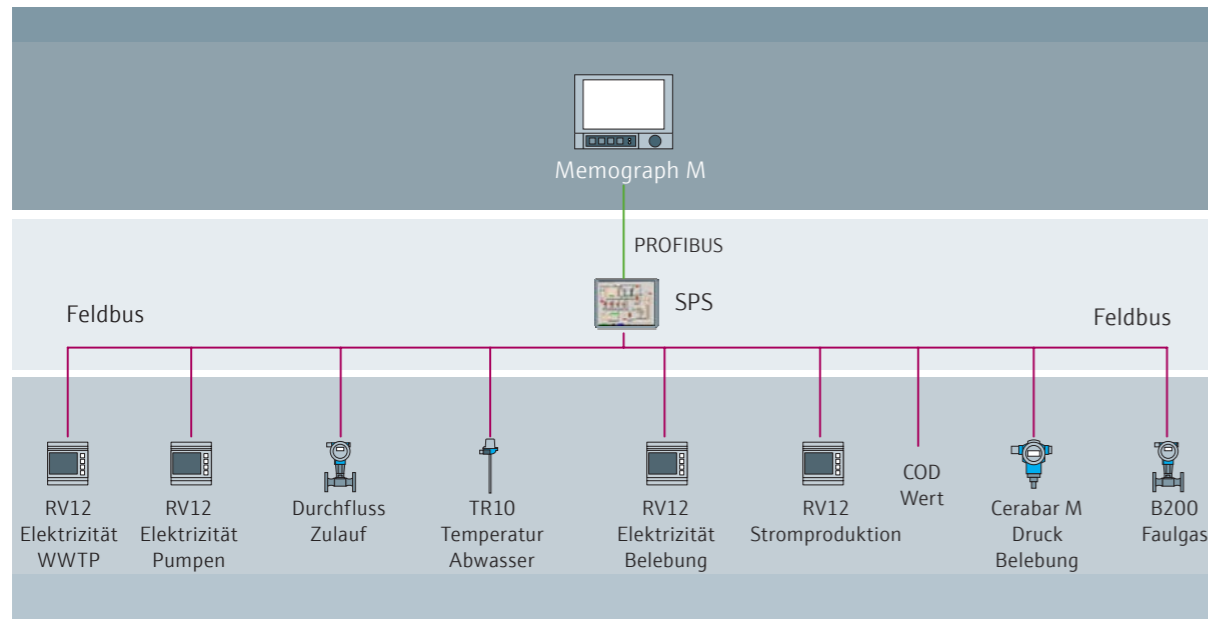 Memograph M
PROFIBUS
SPS
Feldbus
Feldbus
RV12
Elektrizität
WWTP
RV12
Elektrizität
Pumpen
Durchfluss
Zulauf
TR10
Temperatur
Abwasser
RV12
Elektrizität
Belebung
RV12
Stromproduktion
COD
Wert
Cerabar M
Druck
Belebung
B200
Faulgas